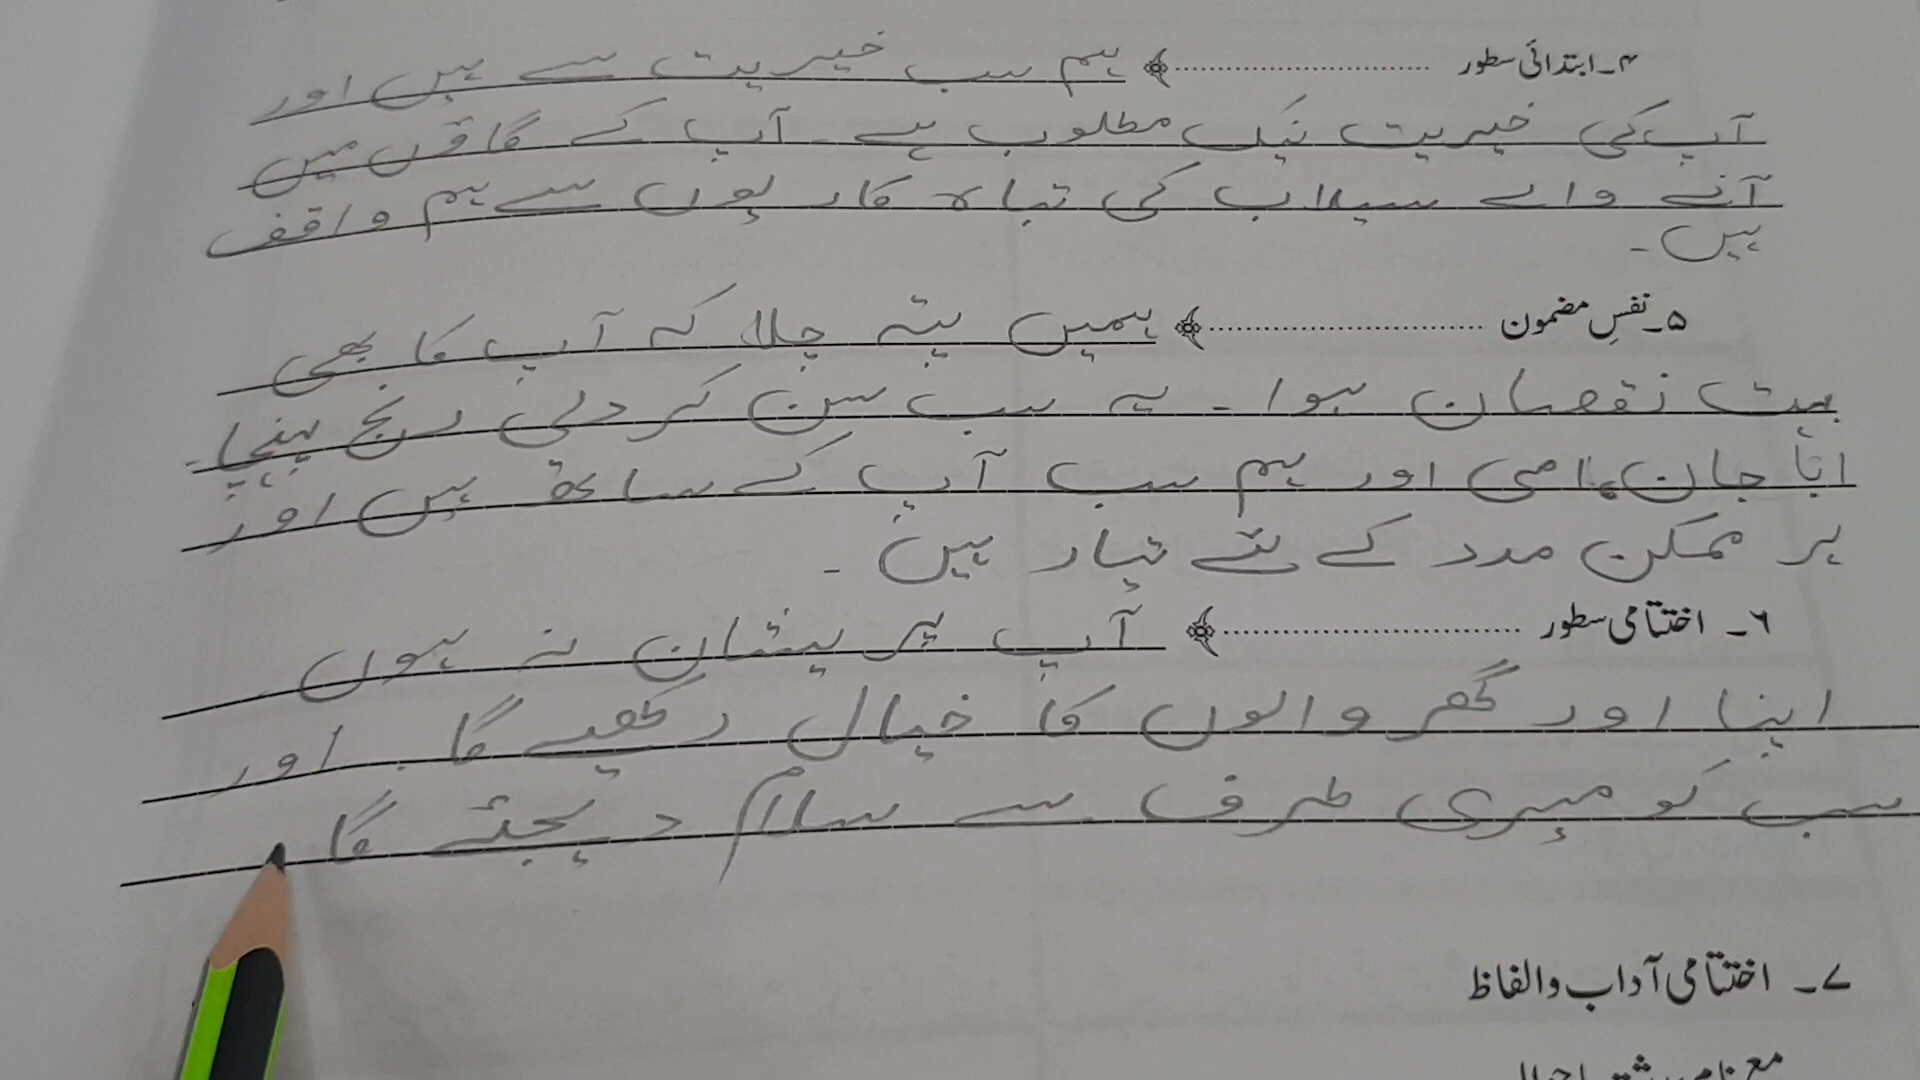 ۴۔ ابتدائی سطور .............................. ہم سب خیریت سے ہیں اور
آپ کی خیریت نیک مطلوب ہے۔ آپ کے گاؤں میں
آنے والے سیلاب کی تباہ کاریوں سے ہم واقف
ہیں۔
۵۔ نفسِ مضمون .............................. ہمیں پتہ چلا کہ آپ کا بھی
بہت نقصان ہوا۔ یہ سب سن کر دلی رنج پہنچا۔
ابّا جان، امی اور ہم سب آپ کے ساتھ ہیں اور
ہر ممکن مدد کے لئے تیار ہیں۔
۶۔ اختتامی سطور .............................. آپ پریشان نہ ہوں
اپنا اور گھر والوں کا خیال رکھیے گا۔ اور
سب کو میری طرف سے سلام دیجئے گا
۷۔ اختتامی آداب و الفاظ